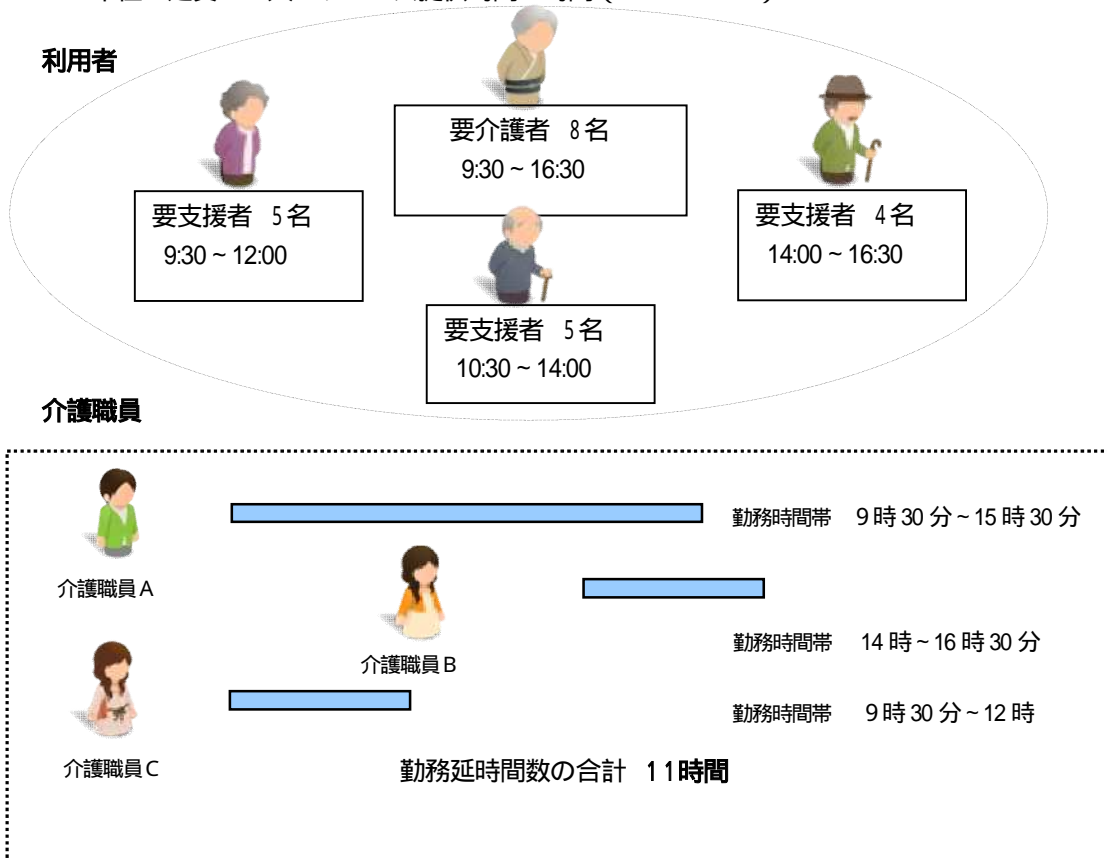 利用者
要介護者 8名
9:30 ~ 16:30
要支援者 5名
9:30 ~ 12:00
要支援者 4名
14:00 ~ 16:30
要支援者 5名
10:30 ~ 14:00
介護職員
勤務時間帯 9時30分~15時30分
介護職員A
勤務時間帯 14時~16時30分
介護職員B
勤務時間帯 9時30分~12時
介護職員C
勤務延時間数の合計 11時間